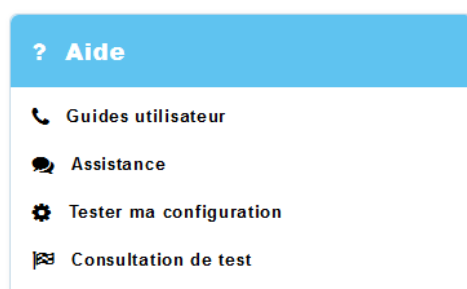 ? Aide
Guides utilisateur
Assistance
Tester ma configuration
Consultation de test